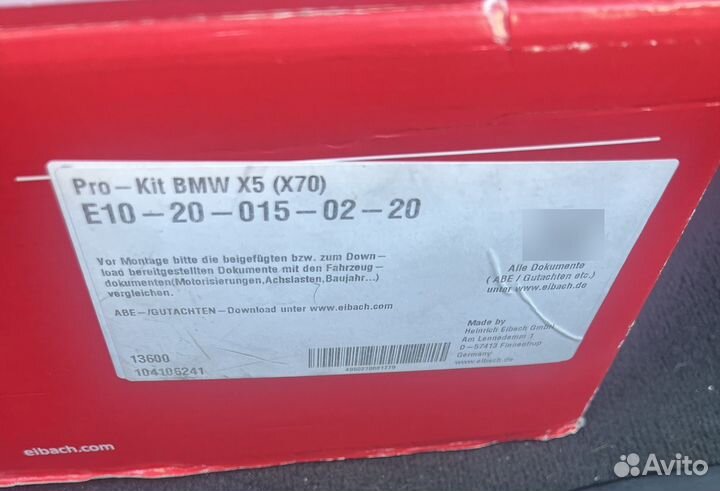 Pro-Kit BMW X5 (X70)
E10-20-015-02-20
Vor Montage bitte die beigefügten bzw. zum Down-
load bereitgestellten Dokumente mit den Fahrzeug-
dokumenten(Motorisierungen,Achslasten,Baujahr...)
vergleichen.
ABE-/GUTACHTEN-Download unter www.eibach.com
Alle Dokumente
( ABE / Gutachten etc.)
unter www.eibach.de
Made by
Heinrich Eibach GmbH
Am Lennedamm 1
D-57413 Finnentrop
Germany
www.eibach.de
13600
104106241
eibach.com
Avito